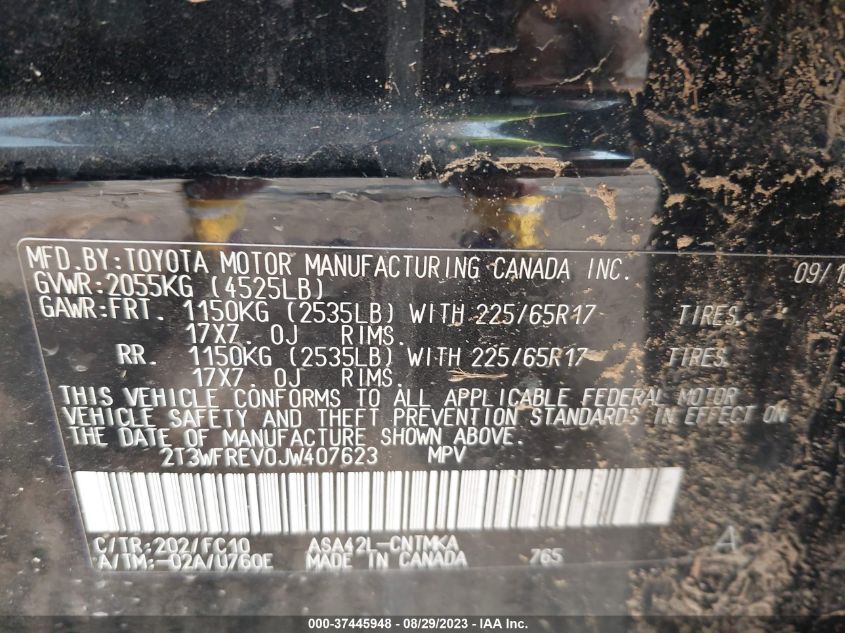 MFD.BY:TOYOTA MOTOR MANUFACTURING CANADA INC. 09/1
GVWR:2055KG (4525LB)
GAWR:FRT. 1150KG (2535LB) WITH 225/65R17 TIRES
17X7.0J RIMS.
RR. 1150KG (2535LB) WITH 225/65R17 TIRES
17X7.0J RIMS.
THIS VEHICLE CONFORMS TO ALL APPLICABLE FEDERAL MOTOR
VEHICLE SAFETY AND THEFT PREVENTION STANDARDS IN EFFECT ON
THE DATE OF MANUFACTURE SHOWN ABOVE.
2T3WFREV0JW407623 MPV
C/TR:202/FC10 ASA42L-CNTMKA A
A/TM:-02A/U760E MADE IN CANADA 765
000-37445948 - 08/29/2023 - IAA Inc.